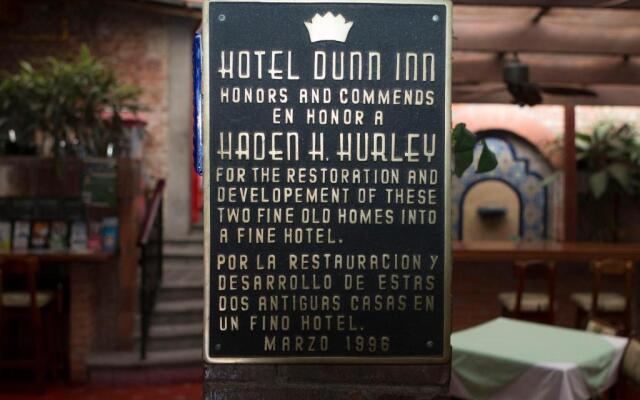 HOTEL DUNN INN
HONORS AND COMMENDS
EN HONOR A
HADEN H. HURLEY
FOR THE RESTORATION AND
DEVELOPEMENT OF THESE
TWO FINE OLD HOMES INTO
A FINE HOTEL.
POR LA RESTAURACION Y
DESARROLLO DE ESTAS
DOS ANTIGUAS CASAS EN
UN FINO HOTEL.
MARZO 1996